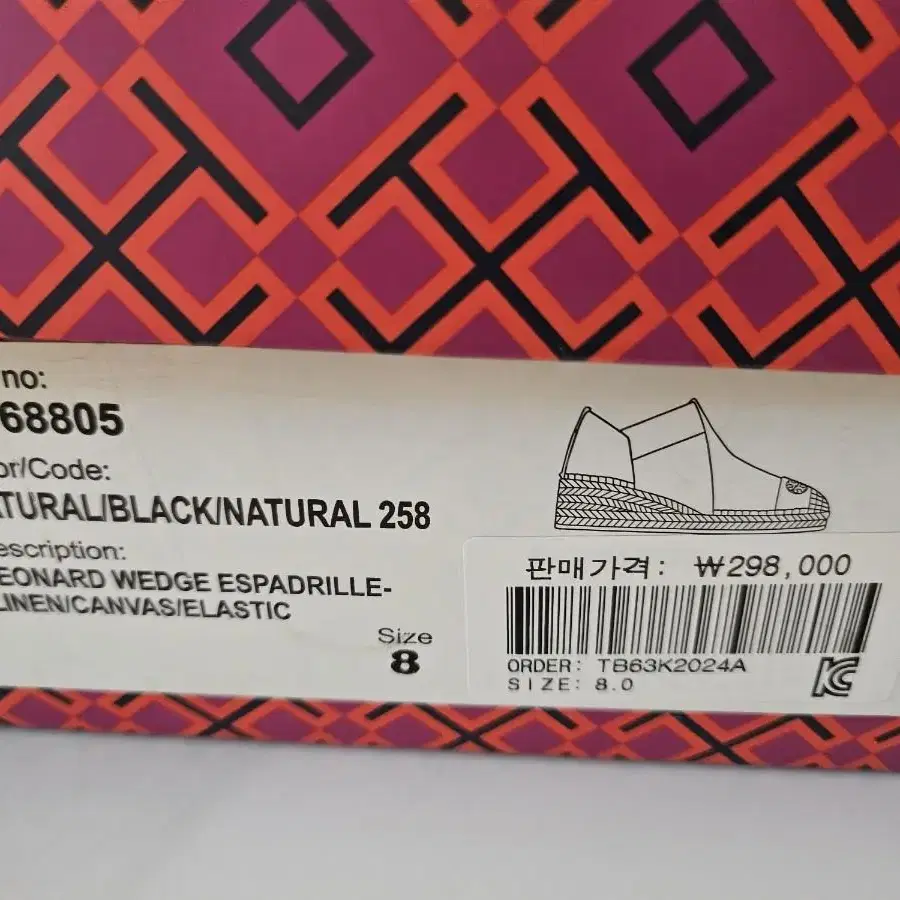 no:
68805
or/Code:
ATURAL/BLACK/NATURAL 258
escription:
EONARD WEDGE ESPADRILLE-
LINEN/CANVAS/ELASTIC
Size
8
판매가격: ₩298,000
ORDER: TB63K2024A
SIZE: 8.0